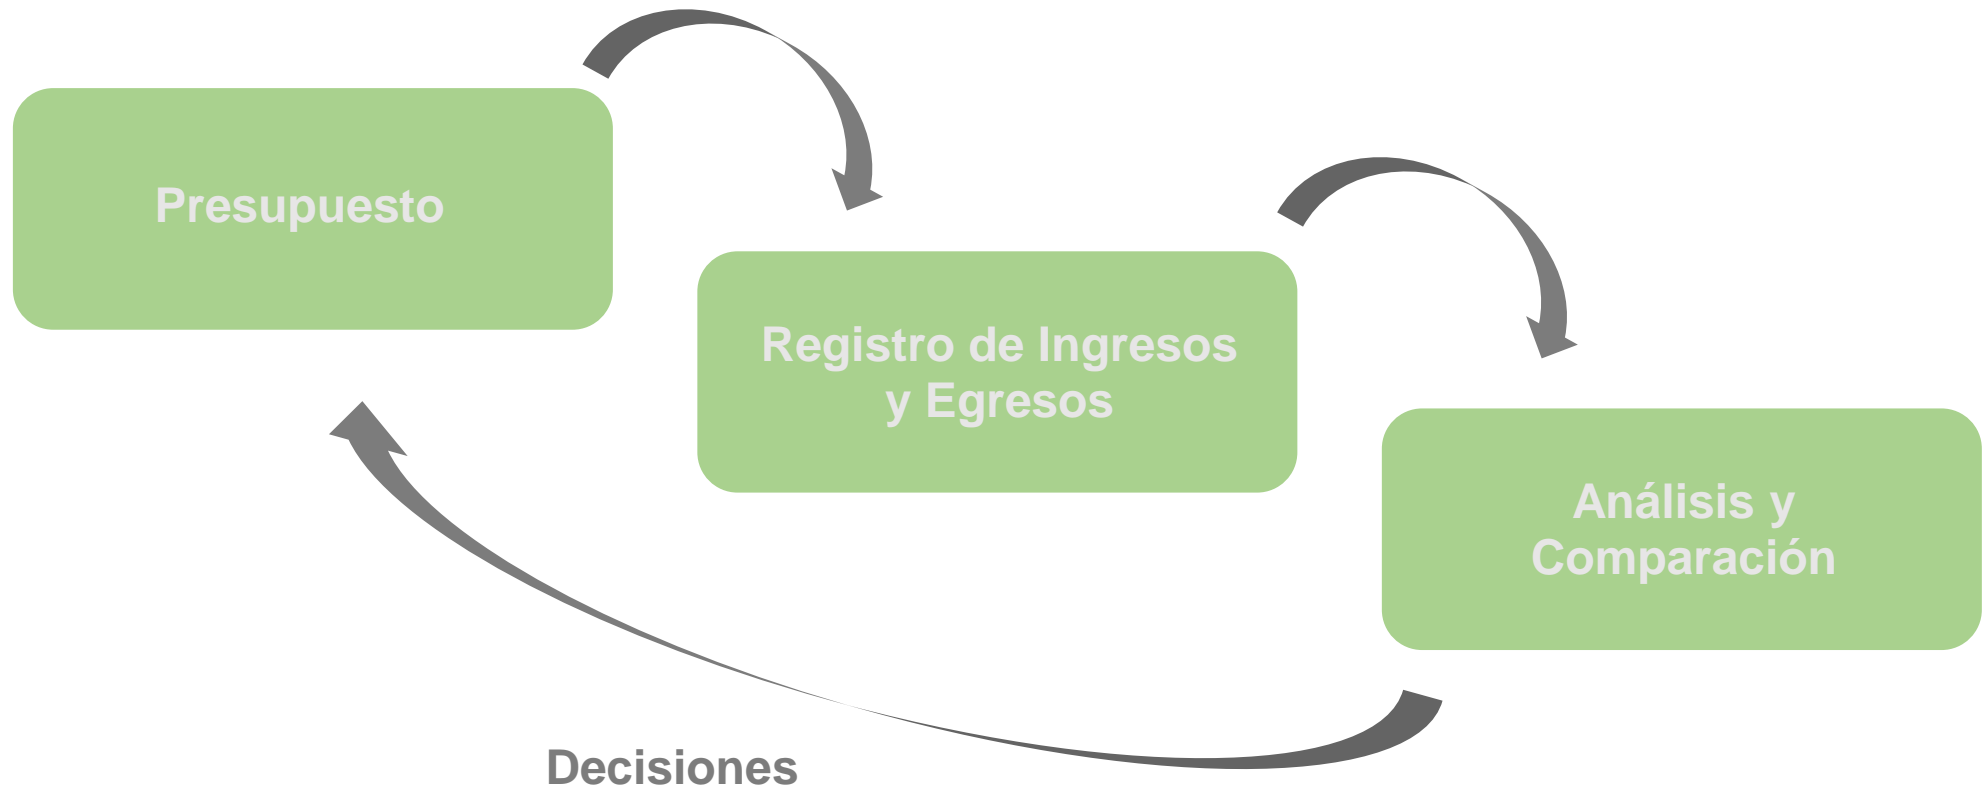 Presupuesto
Registro de Ingresos
y Egresos
Análisis y
Comparación
Decisiones